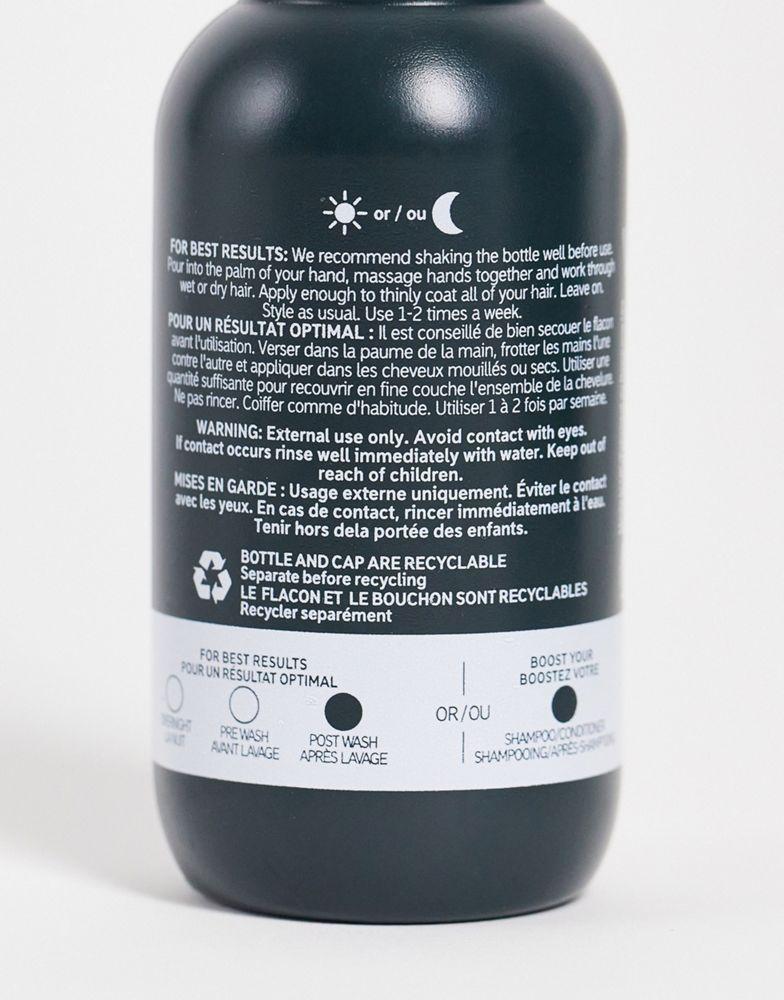 or / ou
FOR BEST RESULTS: We recommend shaking the bottle well before use.
Pour into the palm of your hand, massage hands together and work through
wet or dry hair. Apply enough to thinly coat all of your hair. Leave on.
Style as usual. Use 1-2 times a week.
POUR UN RÉSULTAT OPTIMAL : Il est conseillé de bien secouer le flacon
avant l'utilisation. Verser dans la paume de la main, frotter les mains l'une
contre l'autre et appliquer dans les cheveux mouillés ou secs. Utiliser une
quantité suffisante pour recouvrir en fine couche l'ensemble de la chevelure.
Ne pas rincer. Coiffer comme d'habitude. Utiliser 1 à 2 fois par semaine.
WARNING: External use only. Avoid contact with eyes.
If contact occurs rinse well immediately with water. Keep out of
reach of children.
MISES EN GARDE : Usage externe uniquement. Éviter le contact
avec les yeux. En cas de contact, rincer immédiatement à l'eau.
Tenir hors dela portée des enfants.
BOTTLE AND CAP ARE RECYCLABLE
Separate before recycling
LE FLACON ET LE BOUCHON SONT RECYCLABLES
Recycler separément
FOR BEST RESULTS
POUR UN RÉSULTAT OPTIMAL
OVERNIGHT
LA NUIT
PRE WASH
AVANT LAVAGE
POST WASH
APRÈS LAVAGE
OR/OU
BOOST YOUR
BOOSTEZ VOTRE
SHAMPOO/CONDITIONER
SHAMPOOING/APRÈS-SHAMPOOING